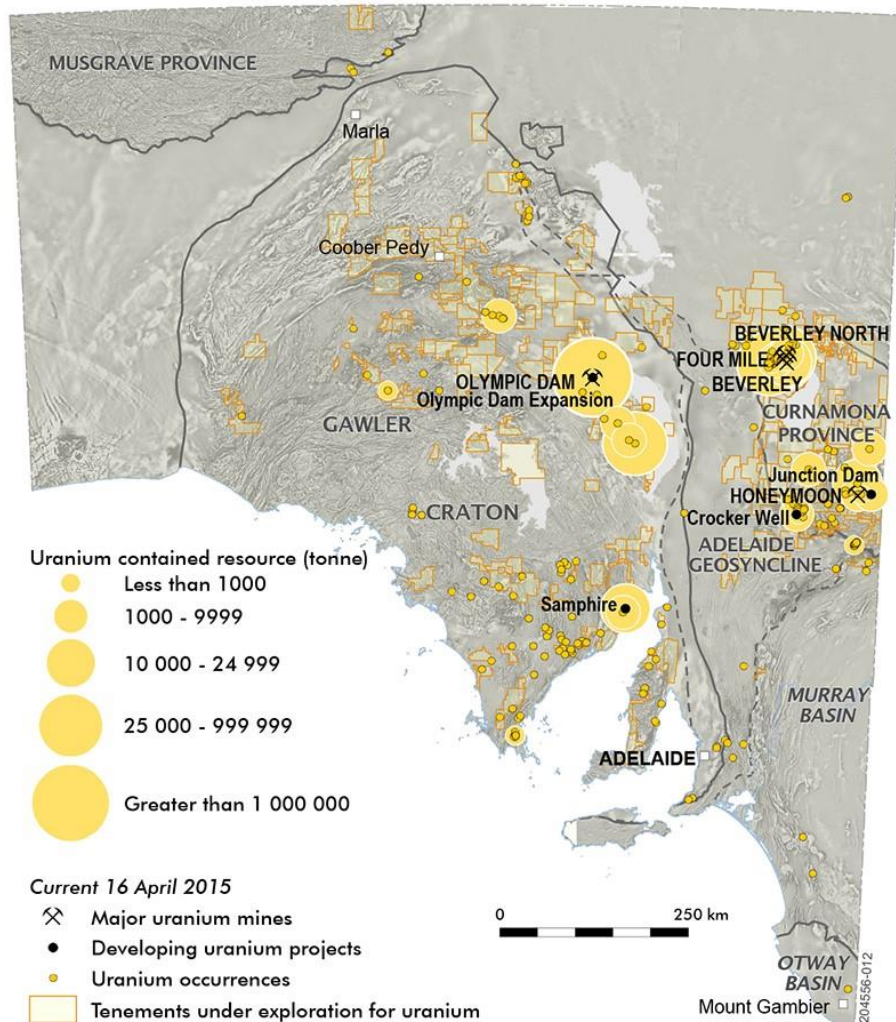 MUSGRAVE PROVINCE
Marla
Coober Pedy
BEVERLEY NORTH
FOUR MILE
BEVERLEY
OLYMPIC DAM
Olympic Dam Expansion
CURNAMONA
PROVINCE
GAWLER
Junction Dam
HONEYMOON
CRATON
Crocker Well
ADELAIDE
GEOSYNCLINE
Uranium contained resource (tonne)
Less than 1000
1000 - 9999
10 000 - 24 999
25 000 - 999 999
Greater than 1 000 000
Samphire
MURRAY
BASIN
ADELAIDE
Current 16 April 2015
Major uranium mines
Developing uranium projects
Uranium occurrences
Tenements under exploration for uranium
0 250 km
OTWAY
BASIN
Mount Gambier
204556-012